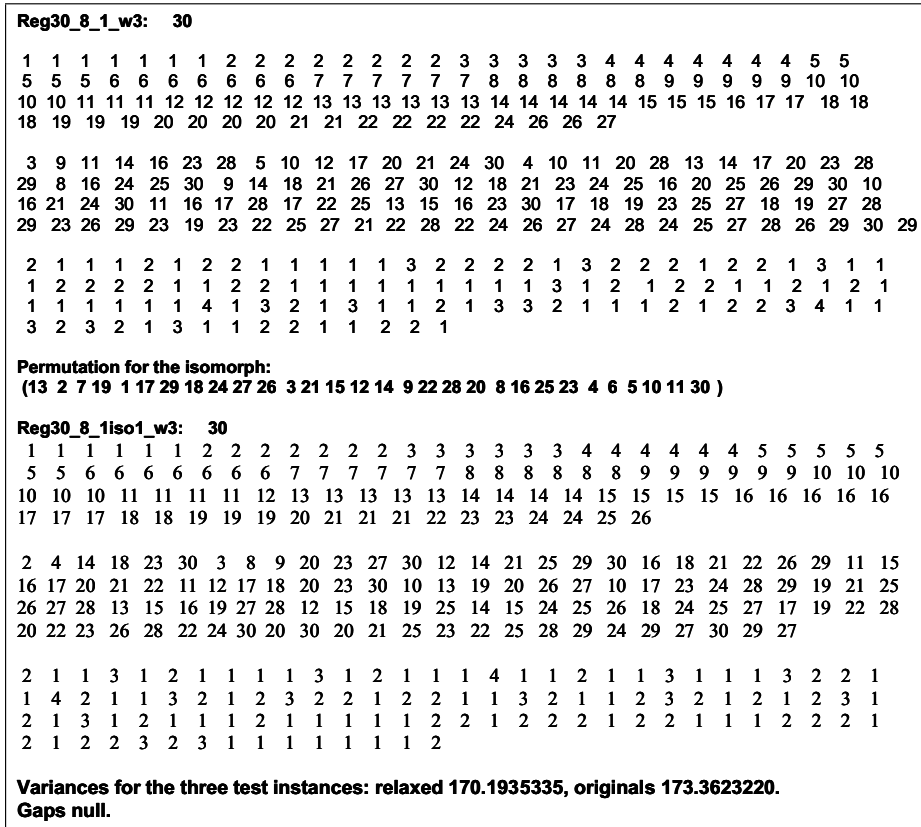 Reg30_8_1_w3: 30
1 1 1 1 1 1 1 2 2 2 2 2 2 2 2 3 3 3 3 3 4 4 4 4 4 4 4 5 5
5 5 5 6 6 6 6 6 6 6 7 7 7 7 7 7 8 8 8 8 8 8 9 9 9 9 9 10 10
10 10 11 11 11 12 12 12 12 12 13 13 13 13 13 13 14 14 14 14 14 15 15 15 16 17 17 18 18
18 19 19 19 20 20 20 20 21 21 22 22 22 22 24 26 26 27
3 9 11 14 16 23 28 5 10 12 17 20 21 24 30 4 10 11 20 28 13 14 17 20 23 28
29 8 16 24 25 30 9 14 18 21 26 27 30 12 18 21 23 24 25 16 20 25 26 29 30 10
16 21 24 30 11 16 17 28 17 22 25 13 15 16 23 30 17 18 19 23 25 27 18 19 27 28
29 23 26 29 23 19 23 22 25 27 21 22 28 22 24 26 27 24 28 24 25 27 28 26 29 30 29
2 1 1 1 2 1 2 2 1 1 1 1 1 3 2 2 2 2 1 3 2 2 2 1 2 2 1 3 1 1
1 2 2 2 2 1 1 2 2 1 1 1 1 1 1 1 1 1 3 1 2 1 2 2 1 1 2 1 2 1
1 1 1 1 1 1 4 1 3 2 1 3 1 1 2 1 3 3 2 1 1 1 2 1 2 2 3 4 1 1
3 2 3 2 1 3 1 1 2 2 1 1 2 2 1
Permutation for the isomorph:
(13 2 7 19 1 17 29 18 24 27 26 3 21 15 12 14 9 22 28 20 8 16 25 23 4 6 5 10 11 30 )
Reg30_8_1iso1_w3: 30
1 1 1 1 1 1 2 2 2 2 2 2 2 3 3 3 3 3 3 4 4 4 4 4 4 5 5 5 5 5
5 5 6 6 6 6 6 6 6 7 7 7 7 7 7 8 8 8 8 8 8 9 9 9 9 9 9 10 10 10
10 10 10 11 11 11 11 12 13 13 13 13 13 14 14 14 14 15 15 15 15 16 16 16 16 16
17 17 17 18 18 19 19 19 20 21 21 21 22 23 23 24 24 25 26
2 4 14 18 23 30 3 8 9 20 23 27 30 12 14 21 25 29 30 16 18 21 22 26 29 11 15
16 17 20 21 22 11 12 17 18 20 23 30 10 13 19 20 26 27 10 17 23 24 28 29 19 21 25
26 27 28 13 15 16 19 27 28 12 15 18 19 25 14 15 24 25 26 18 24 25 27 17 19 22 28
20 22 23 26 28 22 24 30 20 30 20 21 25 23 22 25 28 29 24 29 27 30 29 27
2 1 1 3 1 2 1 1 1 1 3 1 2 1 1 1 4 1 1 2 1 1 3 1 1 1 3 2 2 1
1 4 2 1 1 3 2 1 2 3 2 2 1 2 2 1 1 3 2 1 1 2 3 2 1 2 1 2 3 1
2 1 3 1 2 1 1 1 2 1 1 1 1 1 2 2 1 2 2 2 1 2 2 1 1 1 2 2 2 1
2 1 2 2 3 2 3 1 1 1 1 1 1 1 2
Variances for the three test instances: relaxed 170.1935335, originals 173.3623220.
Gaps null.